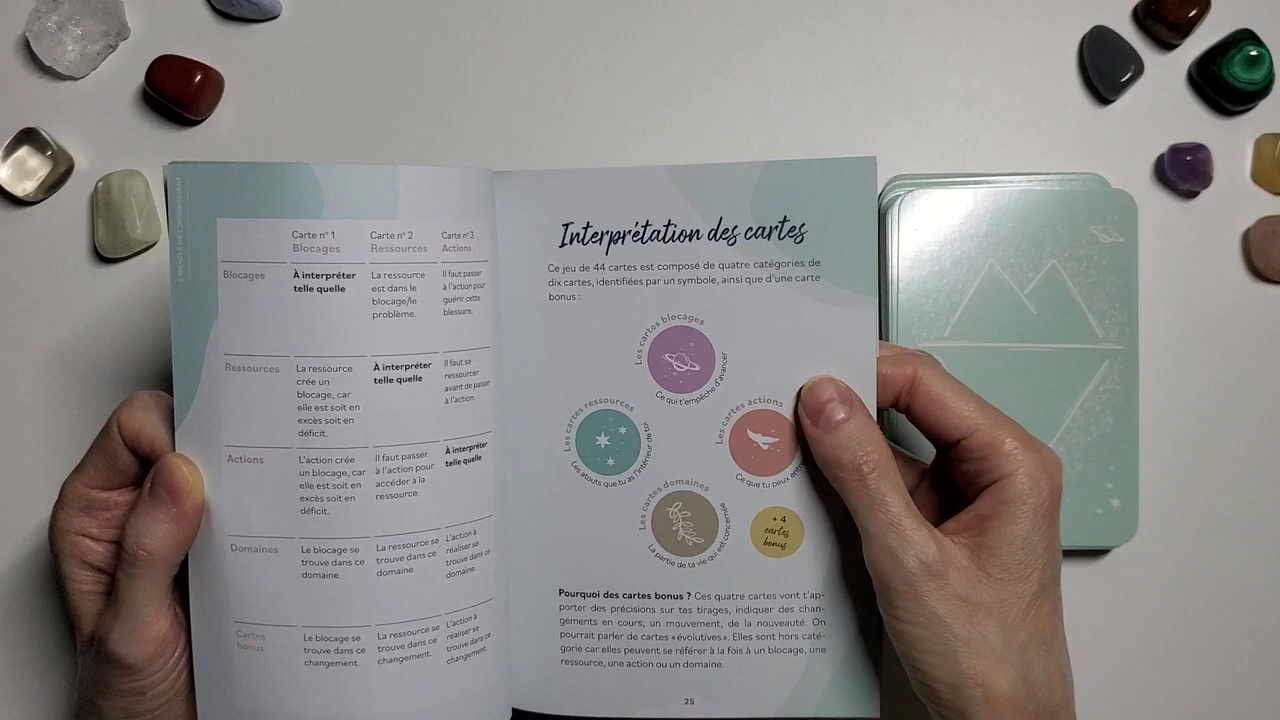 L'ORACLE DE CHEMINEMENT
Carte n° 1
Blocages
Carte n° 2
Ressources
Carte n° 3
Actions
Blocages
À interpréter
telle quelle
La ressource
est dans le
blocage/le
problème.
Il faut passer
à l'action pour
guérir cette
blessure.
Ressources
La ressource
crée un
blocage, car
elle est soit en
excès soit en
déficit.
À interpréter
telle quelle
Il faut se
ressourcer
avant de passer
à l'action.
Actions
L'action crée
un blocage, car
elle est soit en
excès soit en
déficit.
Il faut passer
à l'action pour
accéder à la
ressource.
À interpréter
telle quelle
Domaines
Le blocage se
trouve dans ce
domaine.
La ressource se
trouve dans ce
domaine.
L'action à
réaliser se
trouve dans ce
domaine.
Cartes
bonus
Le blocage se
trouve dans ce
changement.
La ressource se
trouve dans ce
changement.
L'action à
réaliser se
trouve dans ce
changement.
Interprétation des cartes
Ce jeu de 44 cartes est composé de quatre catégories de
dix cartes, identifiées par un symbole, ainsi que d'une carte
bonus :
Les cartes blocages
Ce qui t'empêche d'avancer
Les cartes ressources
Les atouts que tu as à l'intérieur de toi
Les cartes actions
Ce que tu peux
Les cartes domaines
La partie de ta vie qui est concernée
+ 4
cartes
bonus
Pourquoi des cartes bonus ? Ces quatre cartes vont t'ap-
porter des précisions sur tes tirages, indiquer des chan-
gements en cours, un mouvement, de la nouveauté. On
pourrait parler de cartes «évolutives». Elles sont hors caté-
gorie car elles peuvent se référer à la fois à un blocage, une
ressource, une action ou un domaine.
25